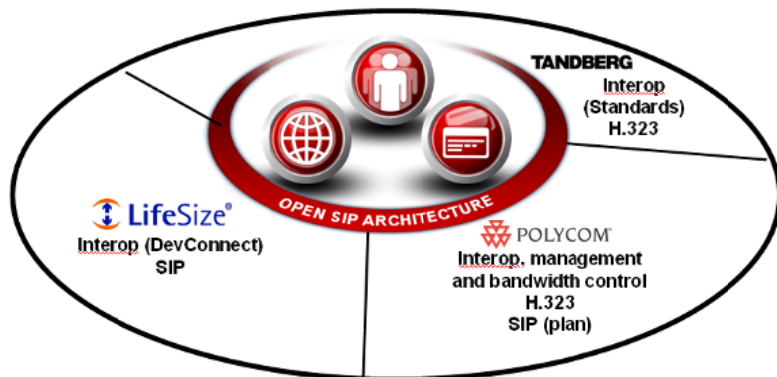 TANDBERG
Interop
(Standards)
H.323
OPEN SIP ARCHITECTURE
LifeSize®
Interop (DevConnect)
SIP
POLYCOM®
Interop, management
and bandwidth control
H.323
SIP (plan)